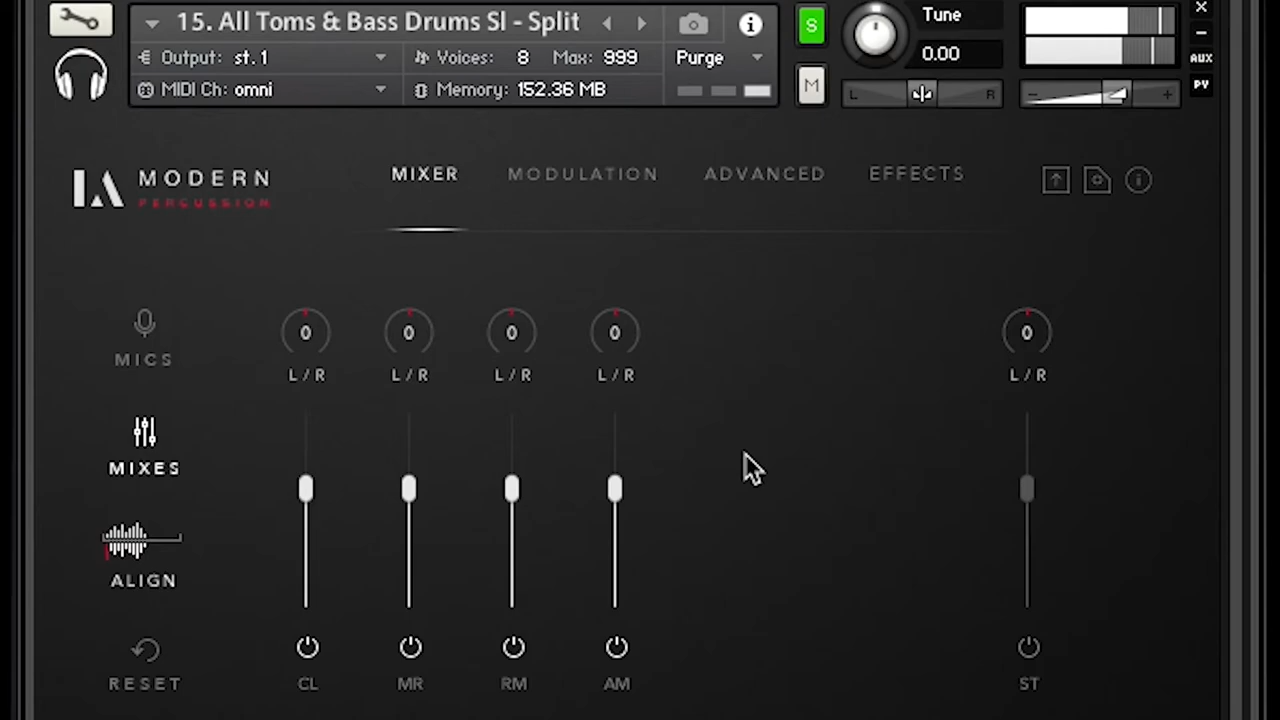 15. All Toms & Bass Drums Sl - Split
Output: st.1
Voices: 8 Max: 999
Purge
MIDI Ch: omni
Memory: 152.36 MB
S
M
Tune
0.00
L R
- +
X
-
AUX
PV
IA MODERN
PERCUSSION
MIXER MODULATION ADVANCED EFFECTS
MICS
MIXES
ALIGN
RESET
0 0 0 0 0
L / R L / R L / R L / R L / R
CL MR RM AM ST